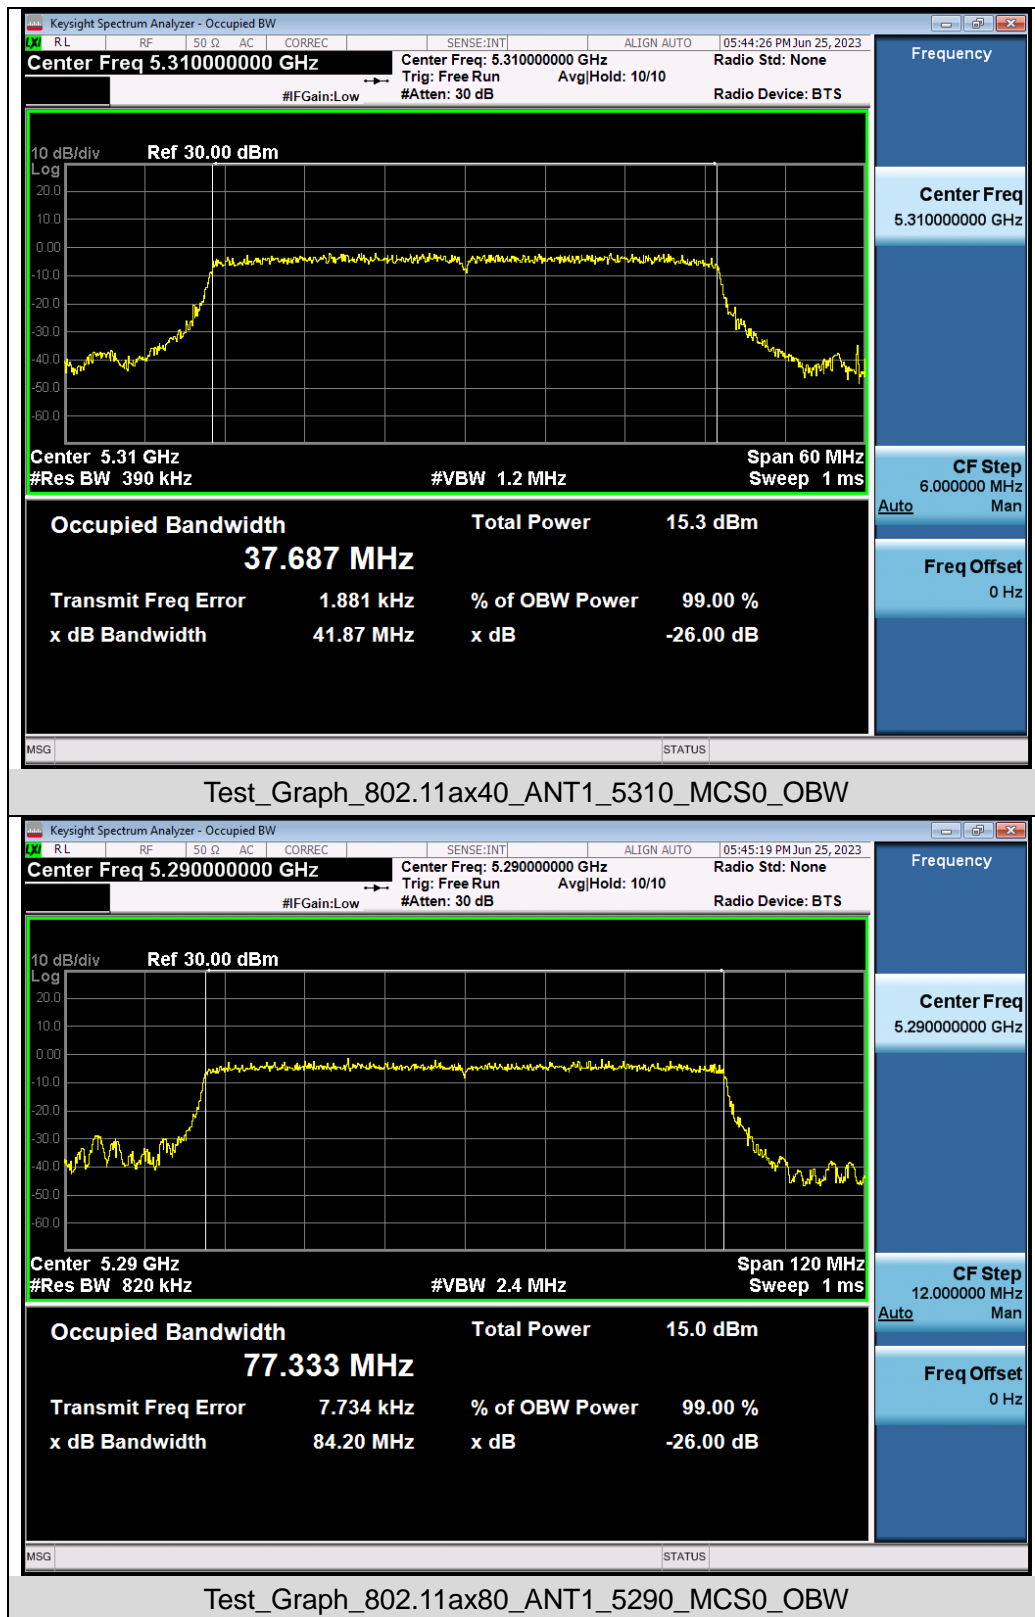 Keysight Spectrum Analyzer - Occupied BW
LXI RL RF 50 Ω AC CORREC SENSE:INT ALIGN AUTO 05:44:26 PM Jun 25, 2023
Center Freq 5.310000000 GHz Center Freq: 5.310000000 GHz Radio Std: None
Trig: Free Run Avg|Hold: 10/10
#IFGain:Low #Atten: 30 dB Radio Device: BTS
Frequency
10 dB/div Ref 30.00 dBm
Log
20.0
10.0
0.00
-10.0
-20.0
-30.0
-40.0
-50.0
-60.0
Center 5.31 GHz Span 60 MHz
#Res BW 390 kHz #VBW 1.2 MHz Sweep 1 ms
Center Freq
5.310000000 GHz
CF Step
6.000000 MHz
Auto Man
Freq Offset
0 Hz
Occupied Bandwidth Total Power 15.3 dBm
37.687 MHz
Transmit Freq Error 1.881 kHz % of OBW Power 99.00 %
x dB Bandwidth 41.87 MHz x dB -26.00 dB
MSG STATUS
Test_Graph_802.11ax40_ANT1_5310_MCS0_OBW
Keysight Spectrum Analyzer - Occupied BW
LXI RL RF 50 Ω AC CORREC SENSE:INT ALIGN AUTO 05:45:19 PM Jun 25, 2023
Center Freq 5.290000000 GHz Center Freq: 5.290000000 GHz Radio Std: None
Trig: Free Run Avg|Hold: 10/10
#IFGain:Low #Atten: 30 dB Radio Device: BTS
Frequency
10 dB/div Ref 30.00 dBm
Log
20.0
10.0
0.00
-10.0
-20.0
-30.0
-40.0
-50.0
-60.0
Center 5.29 GHz Span 120 MHz
#Res BW 820 kHz #VBW 2.4 MHz Sweep 1 ms
Center Freq
5.290000000 GHz
CF Step
12.000000 MHz
Auto Man
Freq Offset
0 Hz
Occupied Bandwidth Total Power 15.0 dBm
77.333 MHz
Transmit Freq Error 7.734 kHz % of OBW Power 99.00 %
x dB Bandwidth 84.20 MHz x dB -26.00 dB
MSG STATUS
Test_Graph_802.11ax80_ANT1_5290_MCS0_OBW